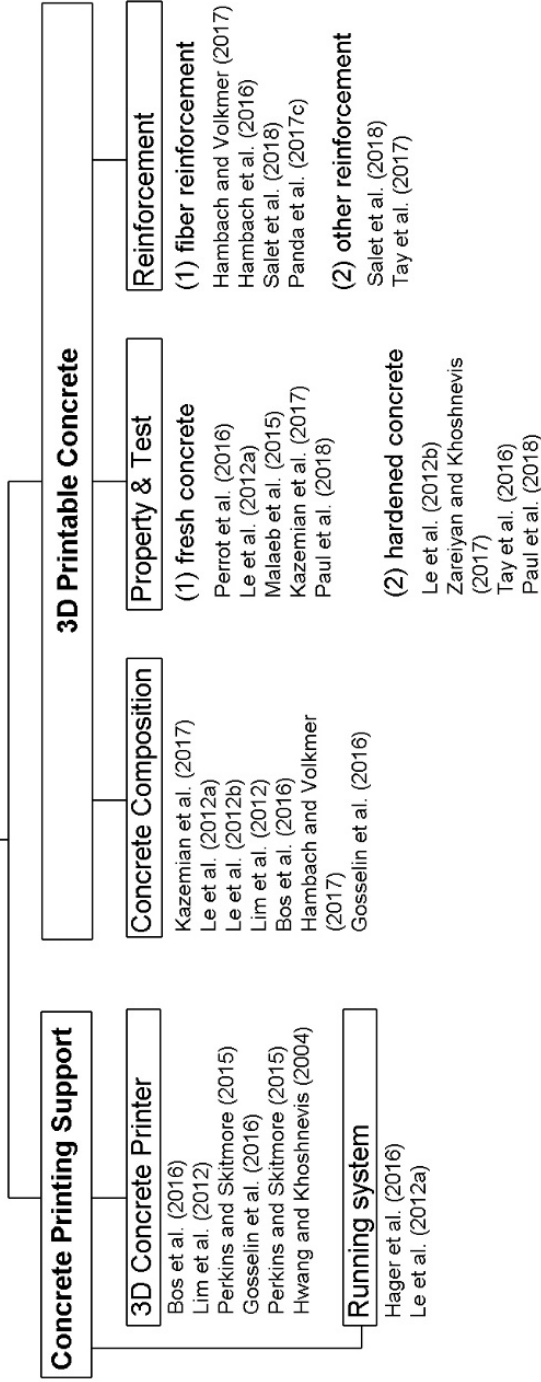 Concrete Printing Support
3D Concrete Printer
Bos et al. (2016)
Lim et al. (2012)
Perkins and Skitmore (2015)
Gosselin et al. (2016)
Perkins and Skitmore (2015)
Hwang and Khoshnevis (2004)
Running system
Hager et al. (2016)
Le et al. (2012a)
3D Printable Concrete
Concrete Composition
Kazemian et al. (2017)
Le et al. (2012a)
Le et al. (2012b)
Lim et al. (2012)
Bos et al. (2016)
Hambach and Volkmer
(2017)
Gosselin et al. (2016)
Property & Test
(1) fresh concrete
Perrot et al. (2016)
Le et al. (2012a)
Malaeb et al. (2015)
Kazemian et al. (2017)
Paul et al. (2018)
(2) hardened concrete
Le et al. (2012b)
Zareiyan and Khoshnevis
(2017)
Tay et al. (2016)
Paul et al. (2018)
Reinforcement
(1) fiber reinforcement
Hambach and Volkmer (2017)
Hambach et al. (2016)
Salet et al. (2018)
Panda et al. (2017c)
(2) other reinforcement
Salet et al. (2018)
Tay et al. (2017)